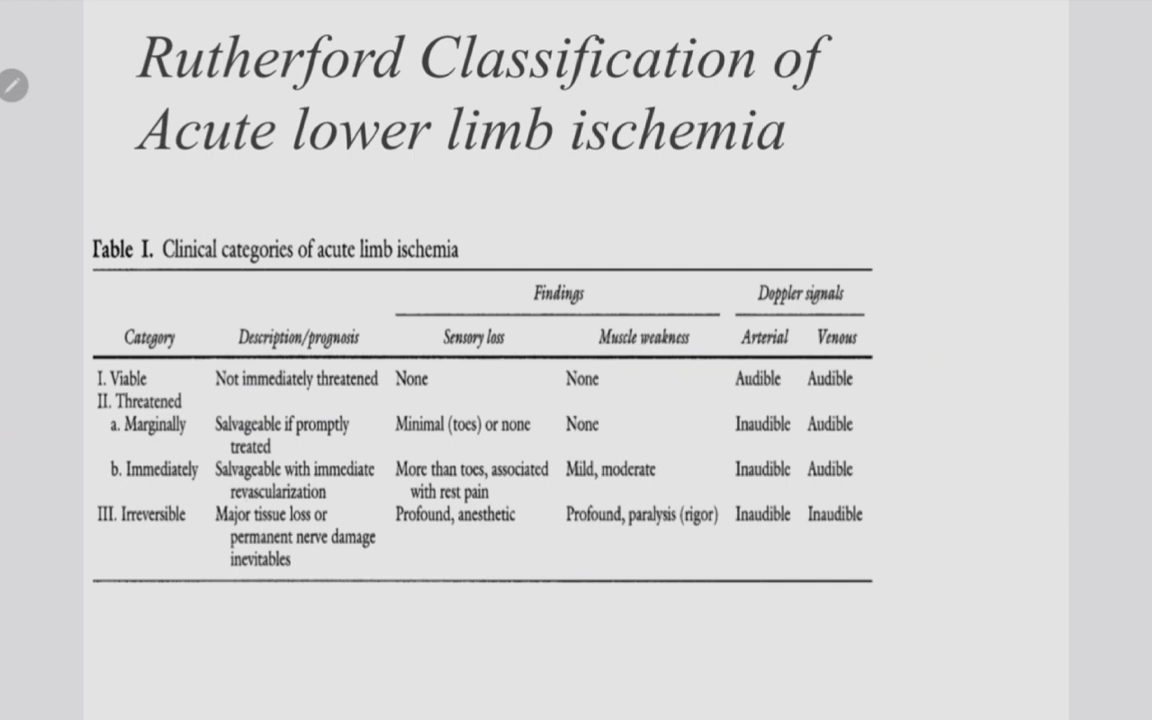 Rutherford Classification of
Acute lower limb ischemia
Table I. Clinical categories of acute limb ischemia
Findings Doppler signals
Category Description/prognosis Sensory loss Muscle weakness Arterial Venous
I. Viable Not immediately threatened None None Audible Audible
II. Threatened
a. Marginally Salvageable if promptly Minimal (toes) or none None Inaudible Audible
treated
b. Immediately Salvageable with immediate More than toes, associated Mild, moderate Inaudible Audible
revascularization with rest pain
III. Irreversible Major tissue loss or Profound, anesthetic Profound, paralysis (rigor) Inaudible Inaudible
permanent nerve damage
inevitables